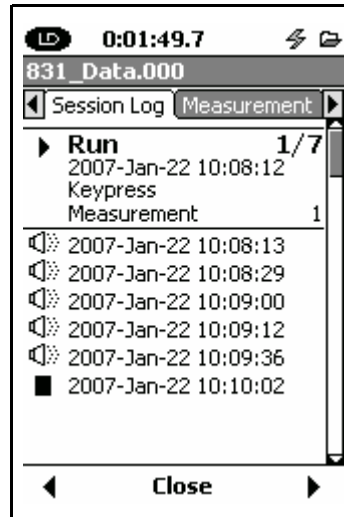 LD 0:01:49.7
831_Data.000
Session Log Measurement
Run 1/7
2007-Jan-22 10:08:12
Keypress
Measurement 1
2007-Jan-22 10:08:13
2007-Jan-22 10:08:29
2007-Jan-22 10:09:00
2007-Jan-22 10:09:12
2007-Jan-22 10:09:36
2007-Jan-22 10:10:02
Close